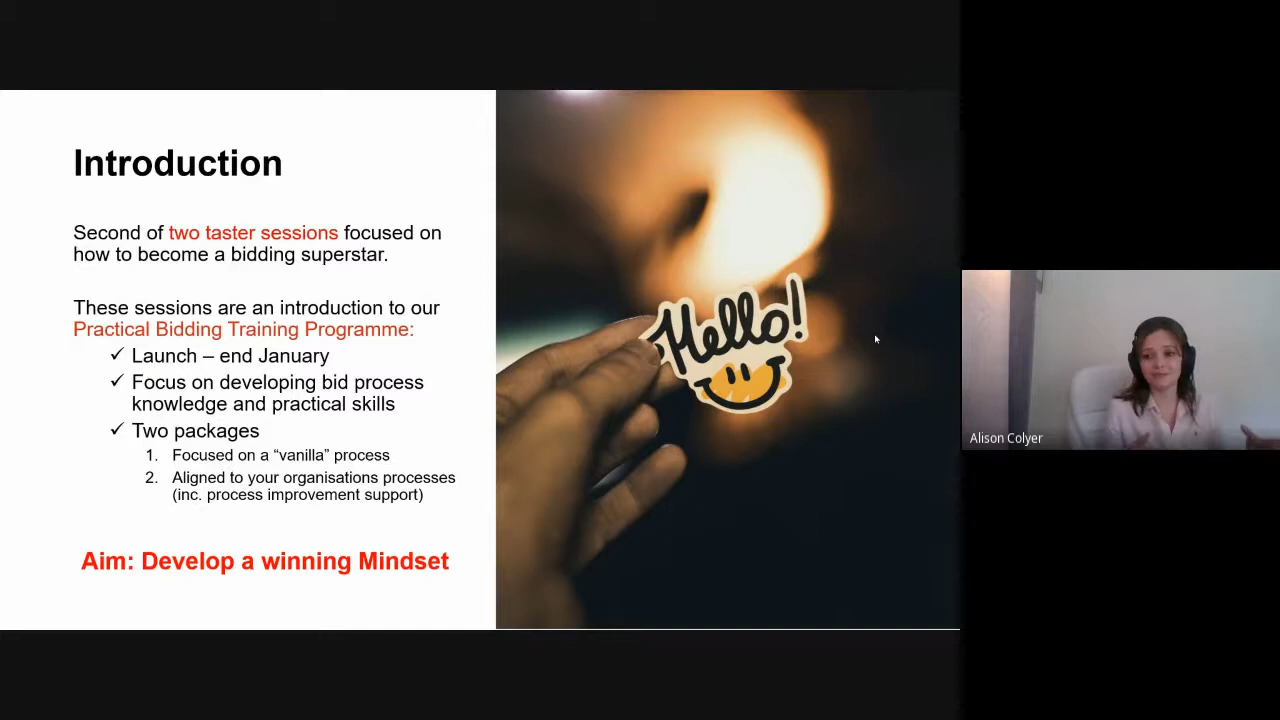 Introduction
Second of two taster sessions focused on
how to become a bidding superstar.
These sessions are an introduction to our
Practical Bidding Training Programme:
✓ Launch – end January
✓ Focus on developing bid process
knowledge and practical skills
✓ Two packages
1. Focused on a “vanilla” process
2. Aligned to your organisations processes
(inc. process improvement support)
Aim: Develop a winning Mindset
Hello!
Alison Colyer